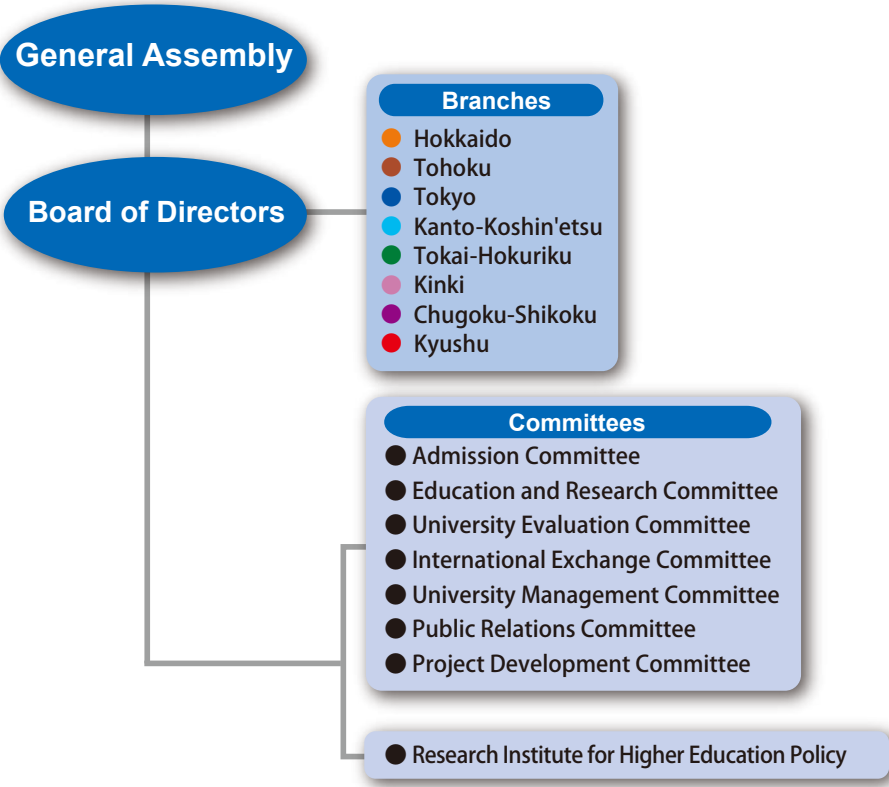 General Assembly
Board of Directors
Branches
Hokkaido
Tohoku
Tokyo
Kanto-Koshin'etsu
Tokai-Hokuriku
Kinki
Chugoku-Shikoku
Kyushu
Committees
Admission Committee
Education and Research Committee
University Evaluation Committee
International Exchange Committee
University Management Committee
Public Relations Committee
Project Development Committee
Research Institute for Higher Education Policy